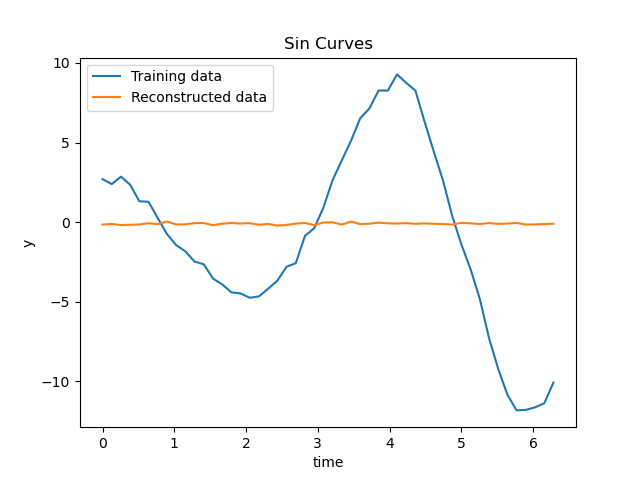 Sin Curves
Training data
Reconstructed data
10
5
0
−5
−10
y
0 1 2 3 4 5 6
time